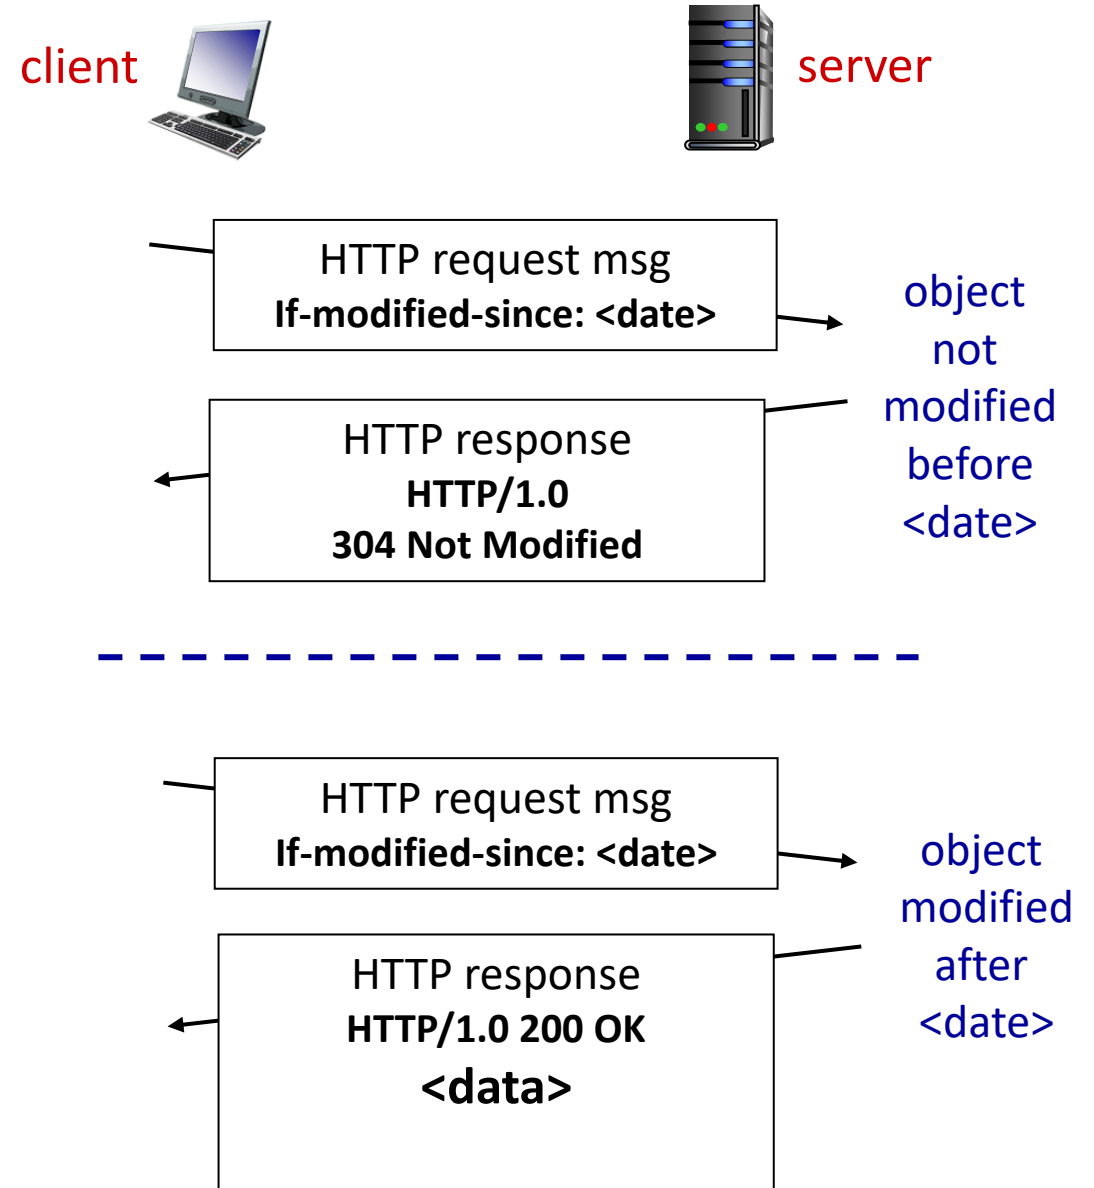 client
server
HTTP request msg
If-modified-since: <date>
object
not
modified
before
<date>
HTTP response
HTTP/1.0
304 Not Modified
HTTP request msg
If-modified-since: <date>
object
modified
after
<date>
HTTP response
HTTP/1.0 200 OK
<data>